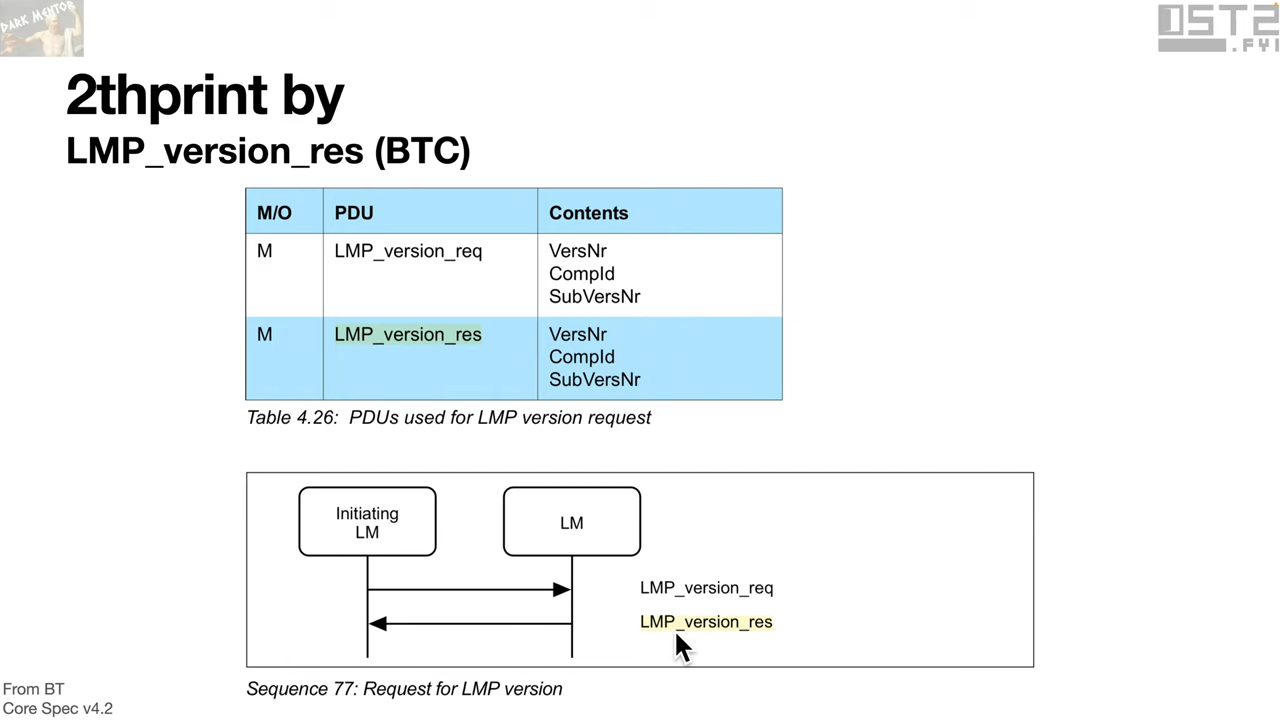 DARK MENTOR
OST2
.FYI
2thprint by
LMP_version_res (BTC)
M/O PDU Contents
M LMP_version_req VersNr
CompId
SubVersNr
M LMP_version_res VersNr
CompId
SubVersNr
Table 4.26: PDUs used for LMP version request
Initiating
LM
LM
LMP_version_req
LMP_version_res
Sequence 77: Request for LMP version
From BT
Core Spec v4.2